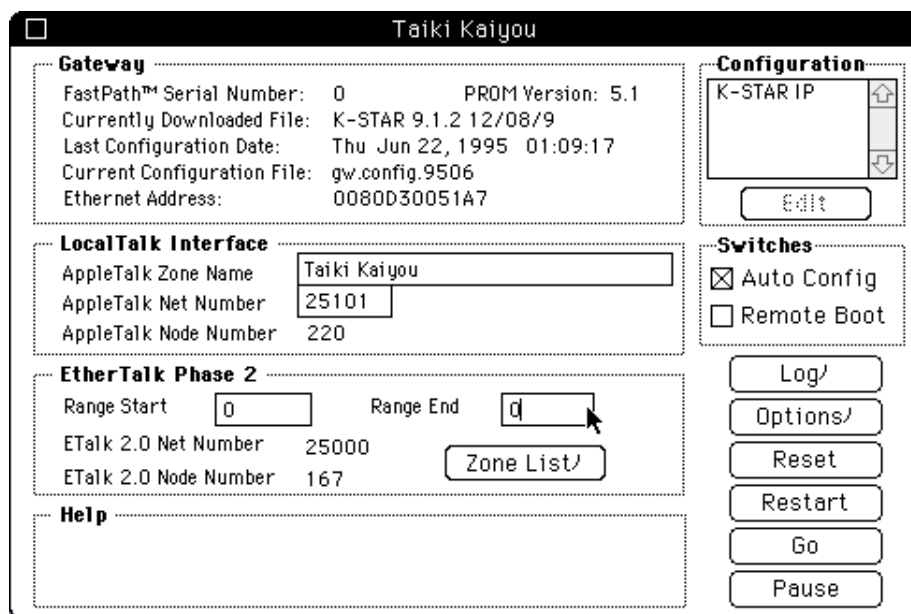 Taiki Kaiyou
Gateway
FastPath™ Serial Number: 0 PROM Version: 5.1
Currently Downloaded File: K-STAR 9.1.2 12/08/9
Last Configuration Date: Thu Jun 22, 1995 01:09:17
Current Configuration File: gw.config.9506
Ethernet Address: 0080D30051A7
LocalTalk Interface
AppleTalk Zone Name Taiki Kaiyou
AppleTalk Net Number 25101
AppleTalk Node Number 220
EtherTalk Phase 2
Range Start 0 Range End 0
ETalk 2.0 Net Number 25000
ETalk 2.0 Node Number 167
Zone List/
Help
Configuration
K-STAR IP
Edit
Switches
Auto Config
Remote Boot
Log/
Options/
Reset
Restart
Go
Pause